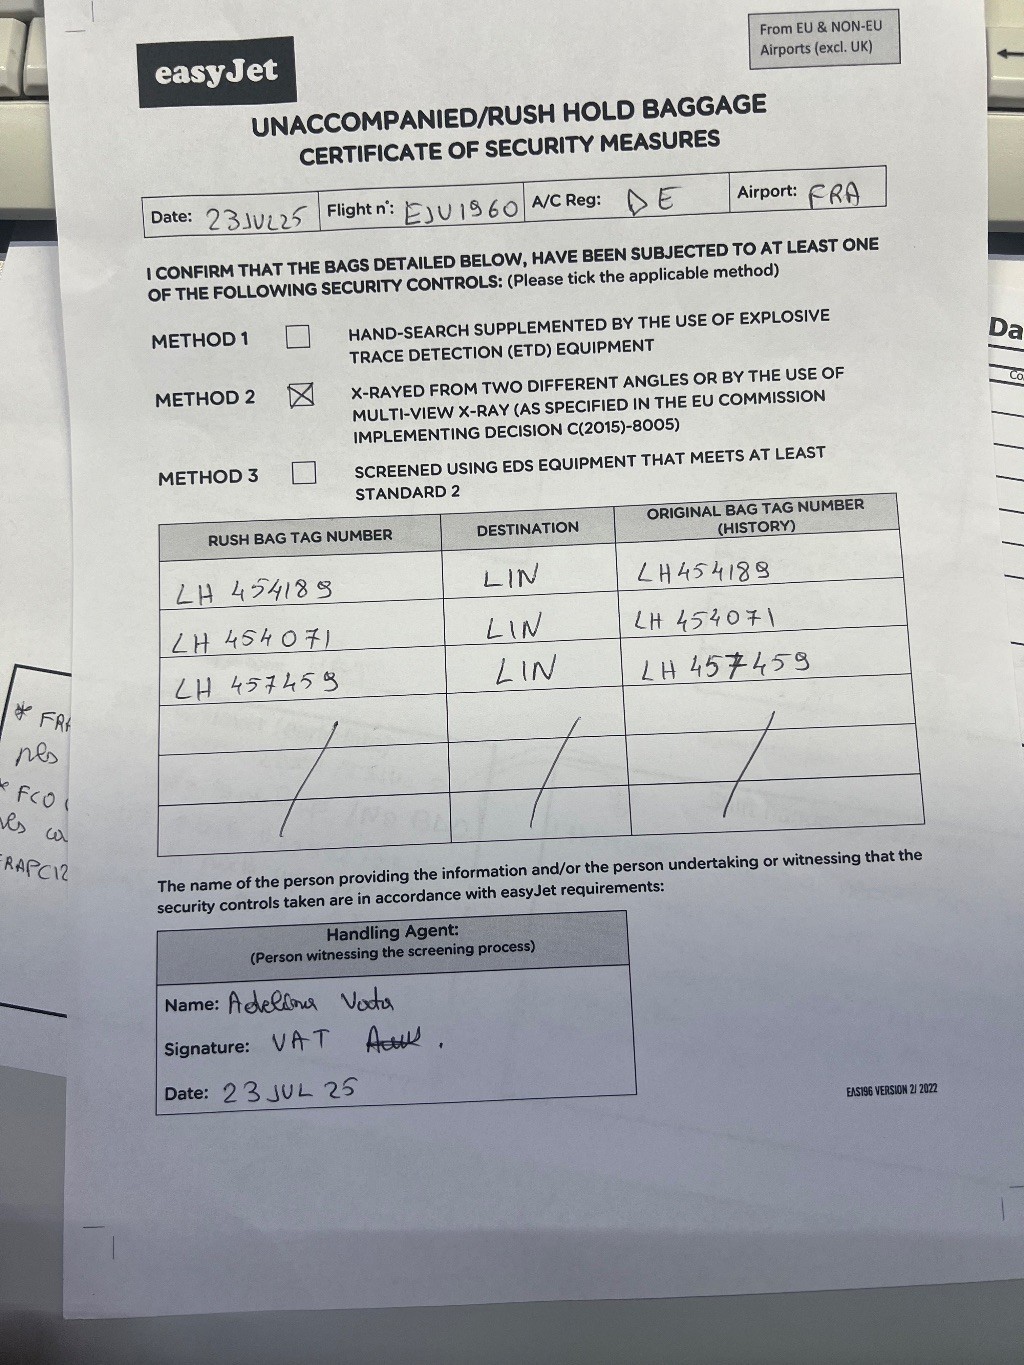 easyJet
From EU & NON-EU
Airports (excl. UK)
UNACCOMPANIED/RUSH HOLD BAGGAGE
CERTIFICATE OF SECURITY MEASURES
Date: 23JUL25 Flight n°: EJU1960 A/C Reg: DE Airport: FRA
I CONFIRM THAT THE BAGS DETAILED BELOW, HAVE BEEN SUBJECTED TO AT LEAST ONE
OF THE FOLLOWING SECURITY CONTROLS: (Please tick the applicable method)
METHOD 1 HAND-SEARCH SUPPLEMENTED BY THE USE OF EXPLOSIVE
TRACE DETECTION (ETD) EQUIPMENT
METHOD 2 X-RAYED FROM TWO DIFFERENT ANGLES OR BY THE USE OF
MULTI-VIEW X-RAY (AS SPECIFIED IN THE EU COMMISSION
IMPLEMENTING DECISION C(2015)-8005)
METHOD 3 SCREENED USING EDS EQUIPMENT THAT MEETS AT LEAST
STANDARD 2
RUSH BAG TAG NUMBER DESTINATION ORIGINAL BAG TAG NUMBER
(HISTORY)
LH 454189 LIN LH454189
LH 454071 LIN LH 454071
LH 457459 LIN LH 457459
The name of the person providing the information and/or the person undertaking or witnessing that the
security controls taken are in accordance with easyJet requirements:
Handling Agent:
(Person witnessing the screening process)
Name: Adelina Vata
Signature: VAT
Date: 23 JUL 25
EAS196 VERSION 2/ 2022
* FRA
* FCO
RAPC12
Da
Co